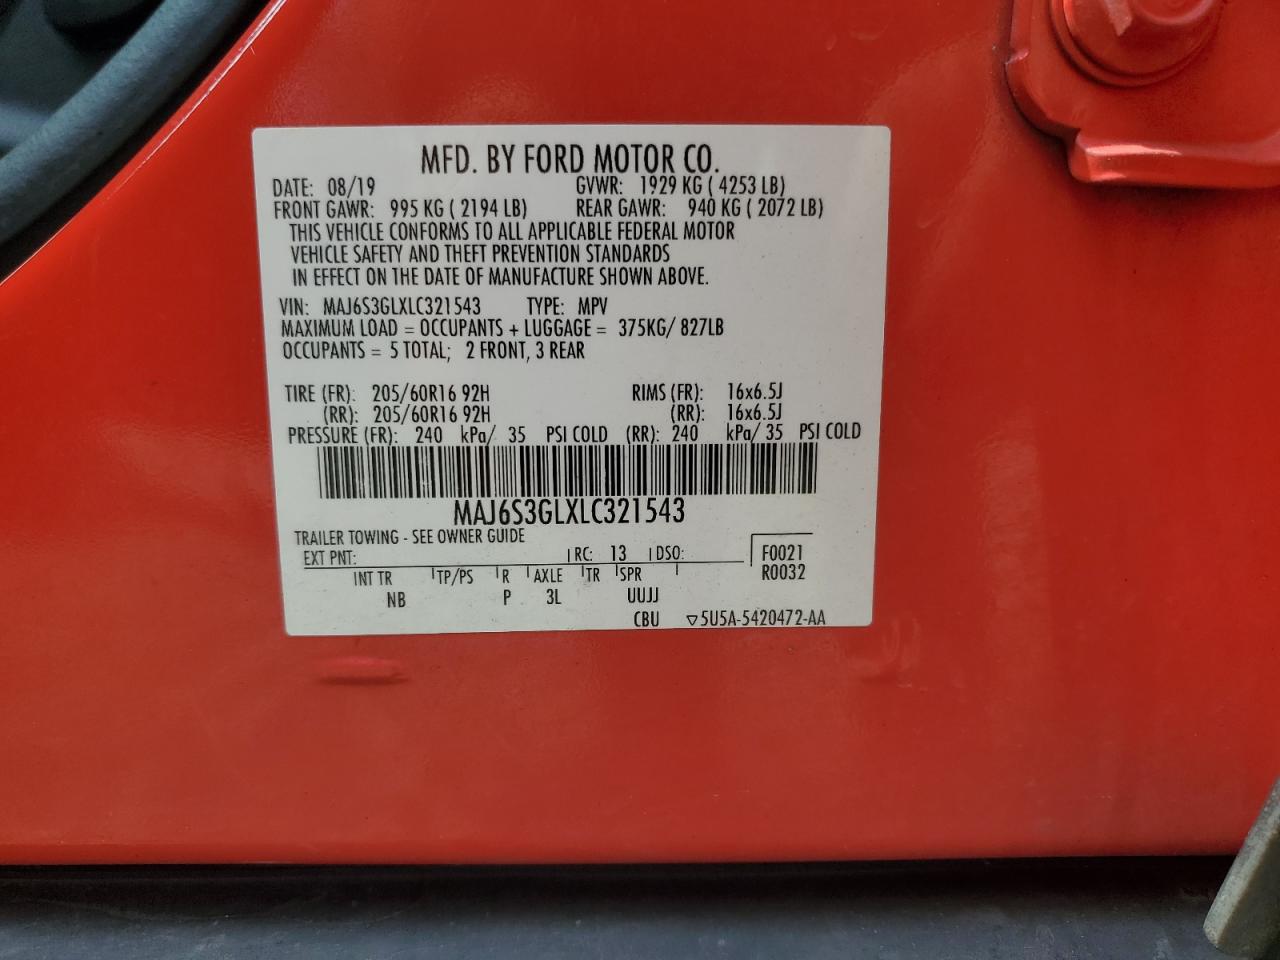 MFD. BY FORD MOTOR CO.
DATE: 08/19 GVWR: 1929 KG ( 4253 LB)
FRONT GAWR: 995 KG ( 2194 LB) REAR GAWR: 940 KG ( 2072 LB)
THIS VEHICLE CONFORMS TO ALL APPLICABLE FEDERAL MOTOR
VEHICLE SAFETY AND THEFT PREVENTION STANDARDS
IN EFFECT ON THE DATE OF MANUFACTURE SHOWN ABOVE.
VIN: MAJ6S3GLXLC321543 TYPE: MPV
MAXIMUM LOAD = OCCUPANTS + LUGGAGE = 375KG/ 827LB
OCCUPANTS = 5 TOTAL; 2 FRONT, 3 REAR
TIRE (FR): 205/60R16 92H RIMS (FR): 16x6.5J
(RR): 205/60R16 92H (RR): 16x6.5J
PRESSURE (FR): 240 kPa/ 35 PSI COLD (RR): 240 kPa/ 35 PSI COLD
MAJ6S3GLXLC321543
TRAILER TOWING - SEE OWNER GUIDE
EXT PNT: RC: 13 DSO: F0021
R0032
INT TR TP/PS R AXLE TR SPR
NB P 3L UUJJ
CBU ▽5U5A-5420472-AA